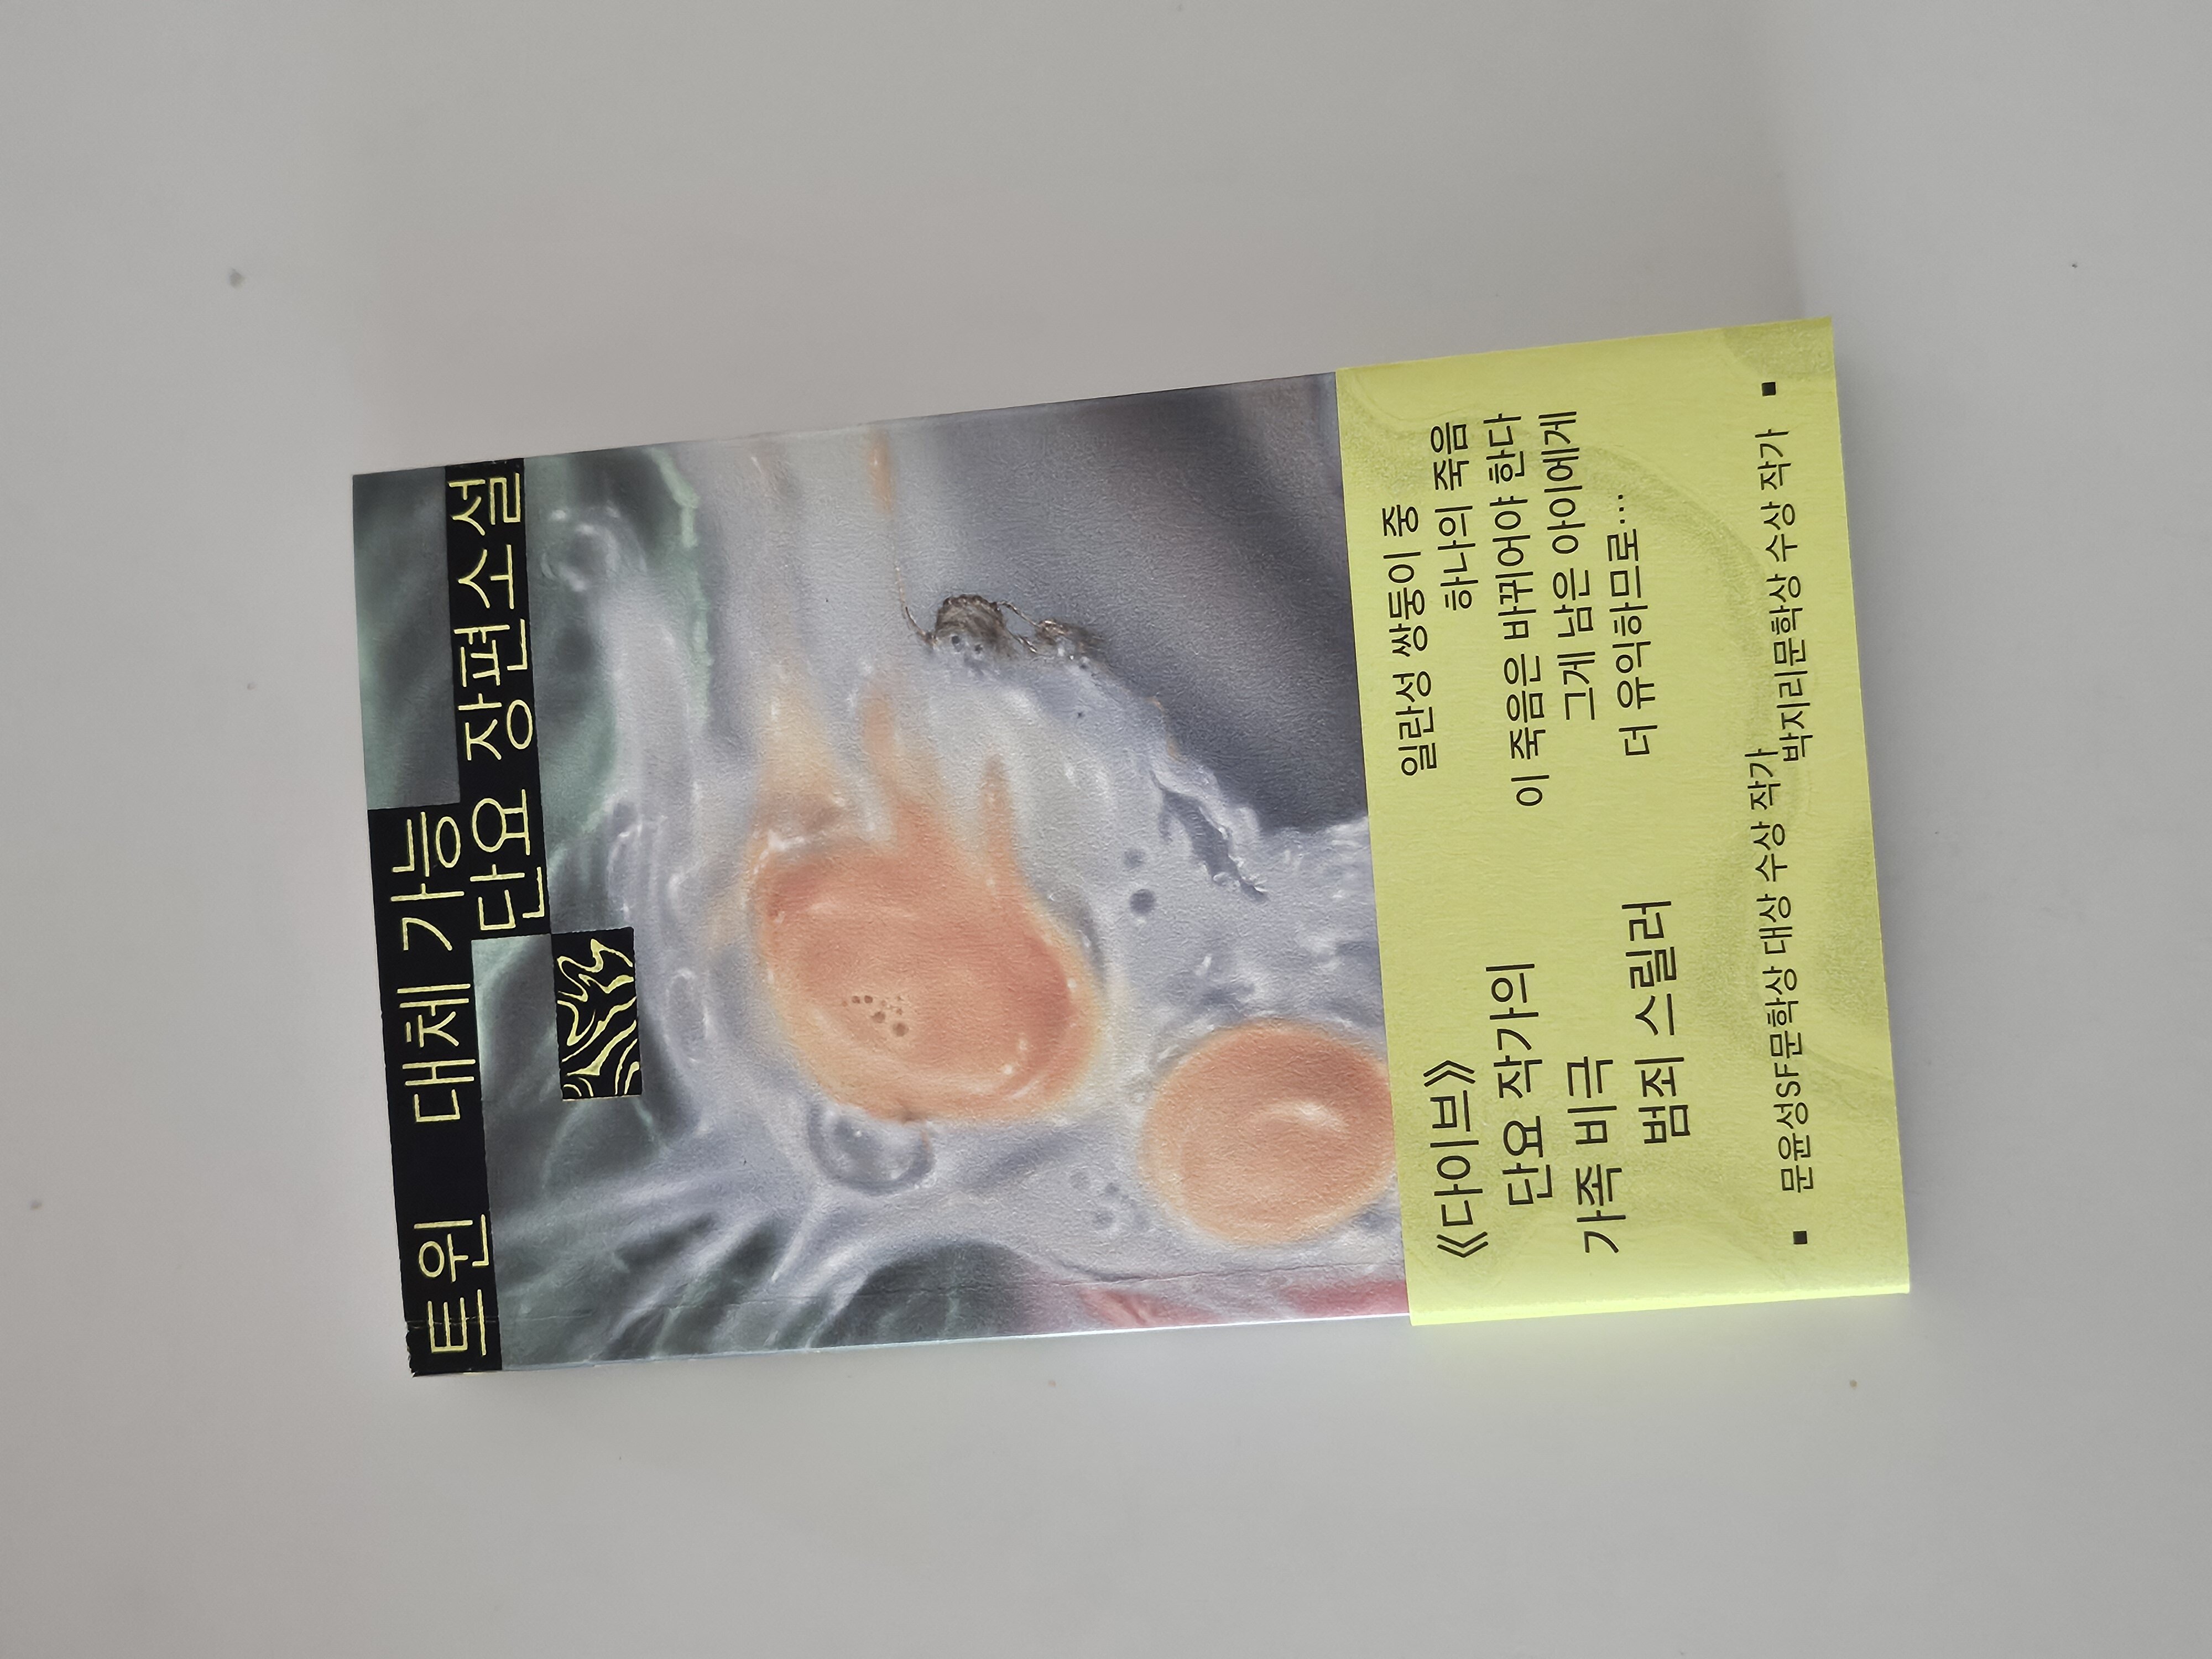 트윈 대체 가능
단요 장편소설
《다이브》
단요 작가의
가족 비극
범죄 스릴러
일란성 쌍둥이 중
하나의 죽음
이 죽음은 바뀌어야 한다
그게 남은 아이에게
더 유익하므로…
■ 문윤성SF문학상 대상 수상 작가
박지리문학상 수상 작가 ■